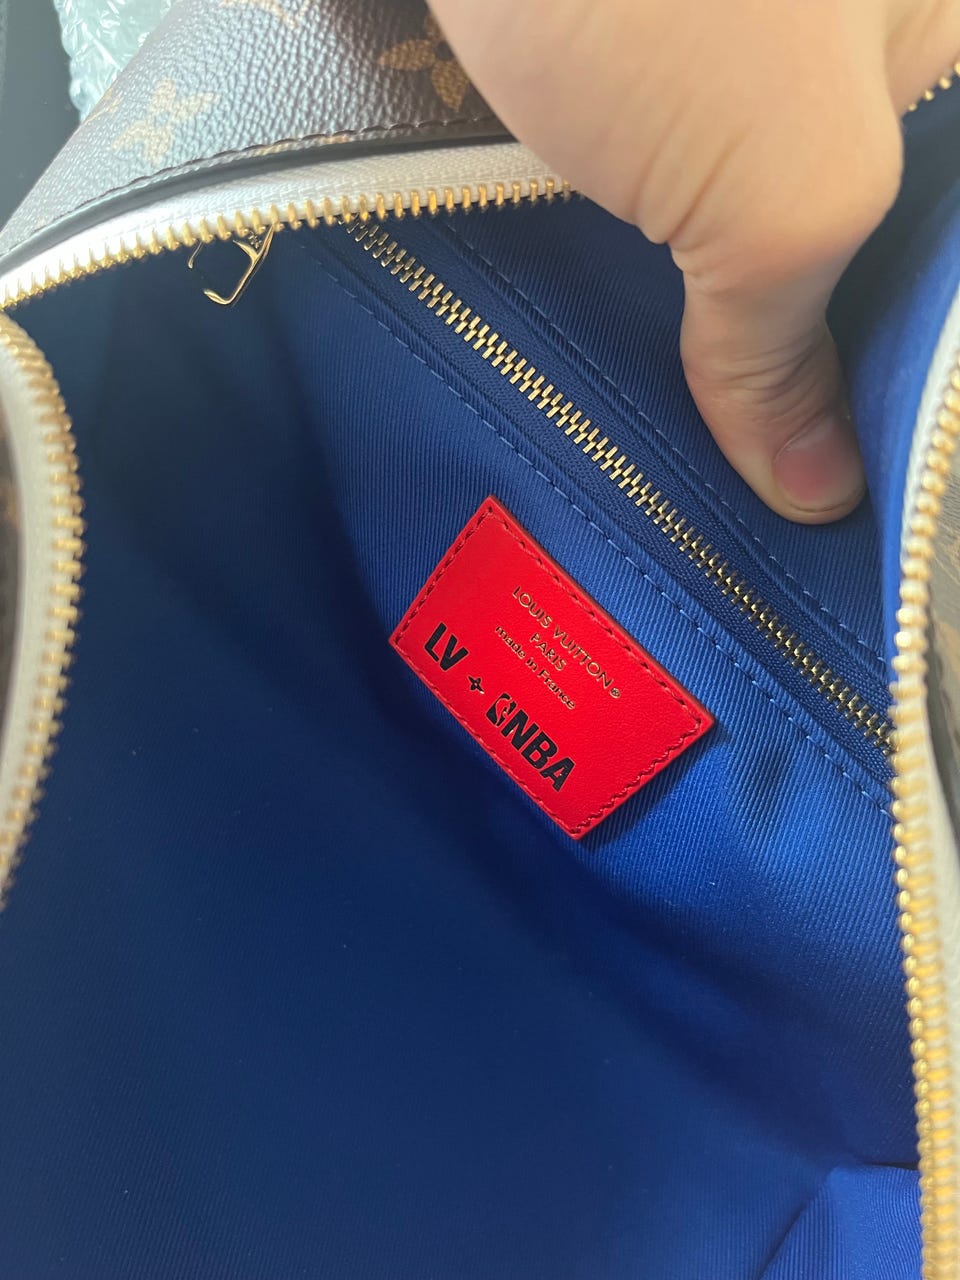 LOUIS VUITTON®
PARIS
made in France
LV + NBA